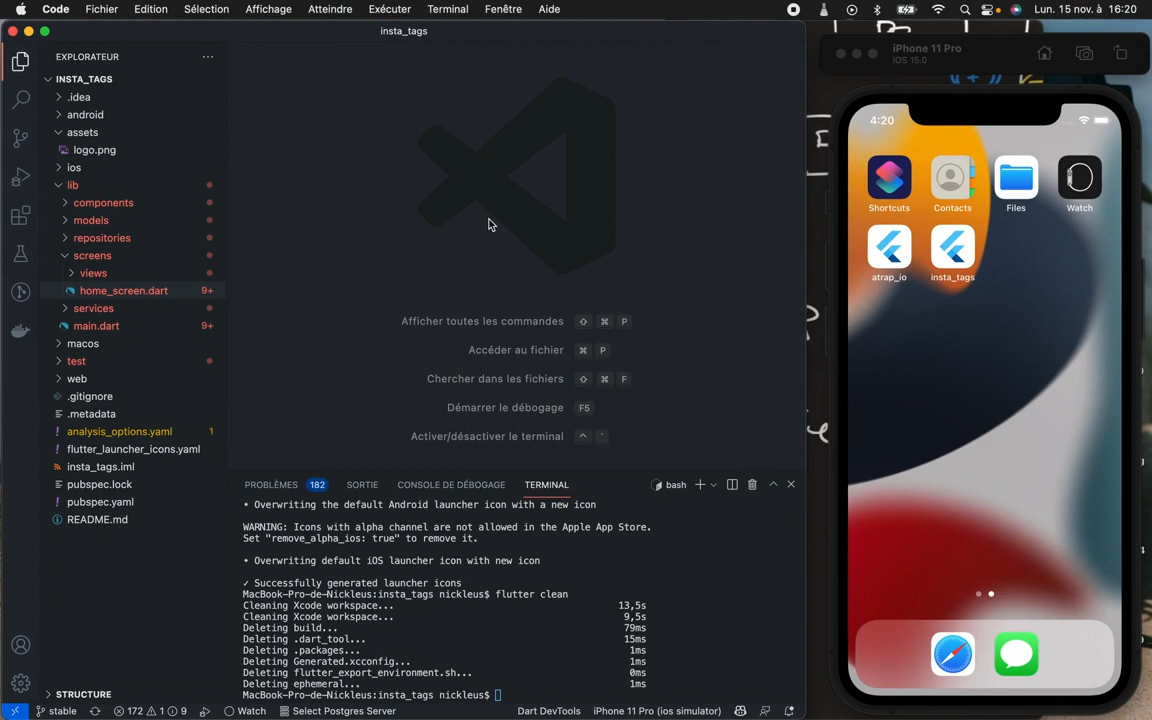 Code Fichier Edition Sélection Affichage Atteindre Exécuter Terminal Fenêtre Aide Lun. 15 nov. à 16:20
insta_tags
EXPLORATEUR
INSTA_TAGS
.idea
android
assets
logo.png
ios
lib
components
models
repositories
screens
views
home_screen.dart 9+
services
main.dart 9+
macos
test
web
.gitignore
.metadata
analysis_options.yaml 1
flutter_launcher_icons.yaml
insta_tags.iml
pubspec.lock
pubspec.yaml
README.md
STRUCTURE
Afficher toutes les commandes ⇧ ⌘ P
Accéder au fichier ⌘ P
Chercher dans les fichiers ⇧ ⌘ F
Démarrer le débogage F5
Activer/désactiver le terminal ^ `
PROBLÈMES 182 SORTIE CONSOLE DE DÉBOGAGE TERMINAL bash
• Overwriting the default Android launcher icon with a new icon
WARNING: Icons with alpha channel are not allowed in the Apple App Store.
Set "remove_alpha_ios: true" to remove it.
• Overwriting default iOS launcher icon with new icon
✓ Successfully generated launcher icons
MacBook-Pro-de-Nickleus:insta_tags nickleus$ flutter clean
Cleaning Xcode workspace... 13,5s
Cleaning Xcode workspace... 9,5s
Deleting build... 79ms
Deleting .dart_tool... 15ms
Deleting .packages... 1ms
Deleting Generated.xcconfig... 1ms
Deleting flutter_export_environment.sh... 0ms
Deleting ephemeral... 1ms
MacBook-Pro-de-Nickleus:insta_tags nickleus$
stable 172 1 9 Watch Select Postgres Server Dart DevTools iPhone 11 Pro (ios simulator)
iPhone 11 Pro
iOS 15.0
4:20
Shortcuts Contacts Files Watch
atrap_io insta_tags